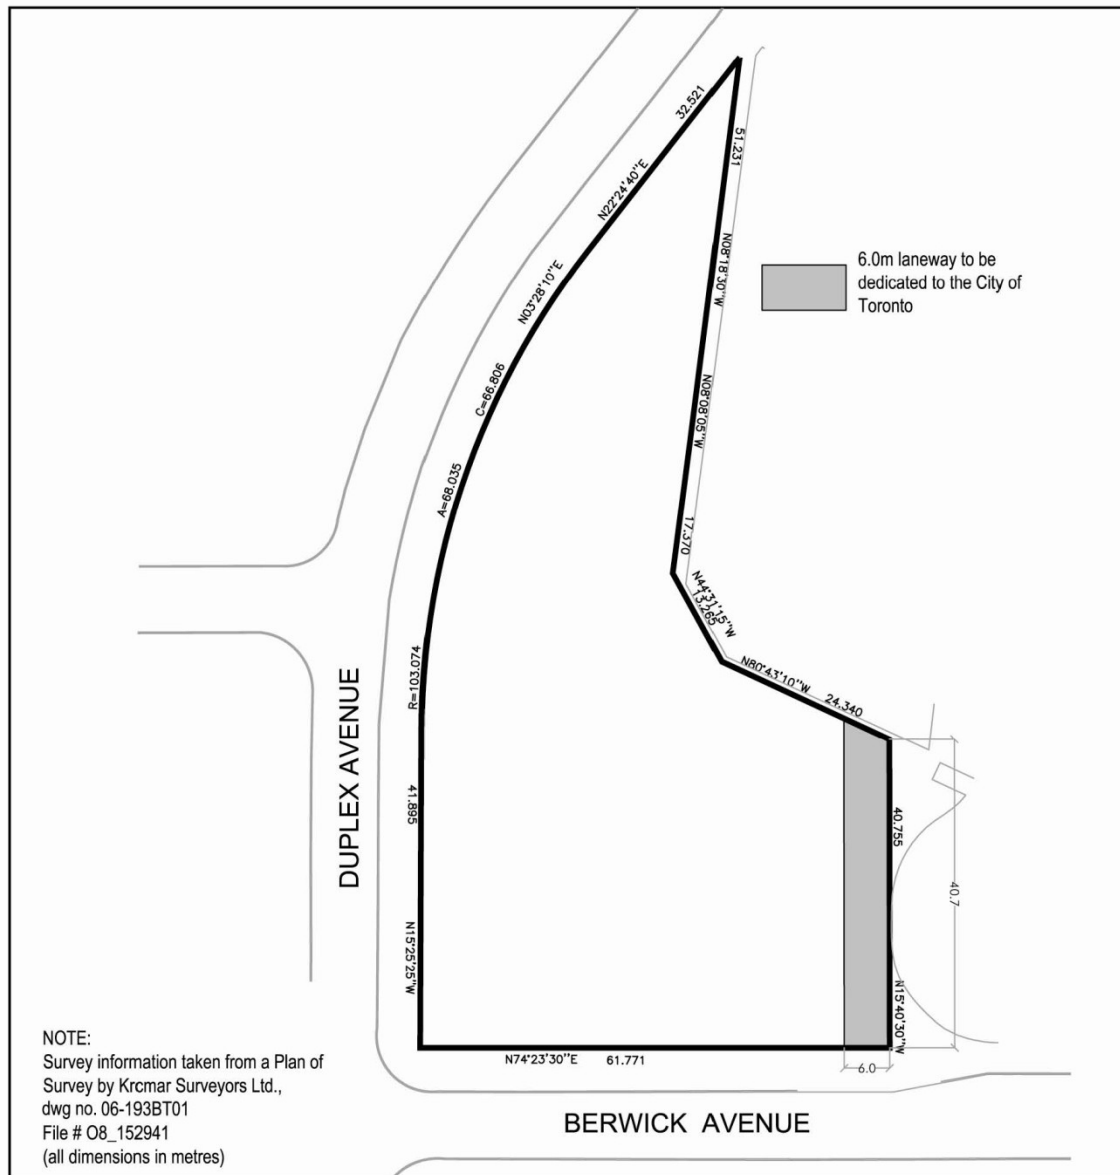 32.521
N22°24'40"E
N03°28'10"E
C=66.806
A=68.035
R=103.074
41.895
N15°25'25"W
51.231
N08°18'30"W
N08°08'05"W
17.370
N44°31'15"W
13.265
N80°43'10"W
24.340
40.755
40.7
N15°40'30"W
6.0m laneway to be
dedicated to the City of
Toronto
DUPLEX AVENUE
N74°23'30"E 61.771
6.0
BERWICK AVENUE
NOTE:
Survey information taken from a Plan of
Survey by Krcmar Surveyors Ltd.,
dwg no. 06-193BT01
File # O8_152941
(all dimensions in metres)